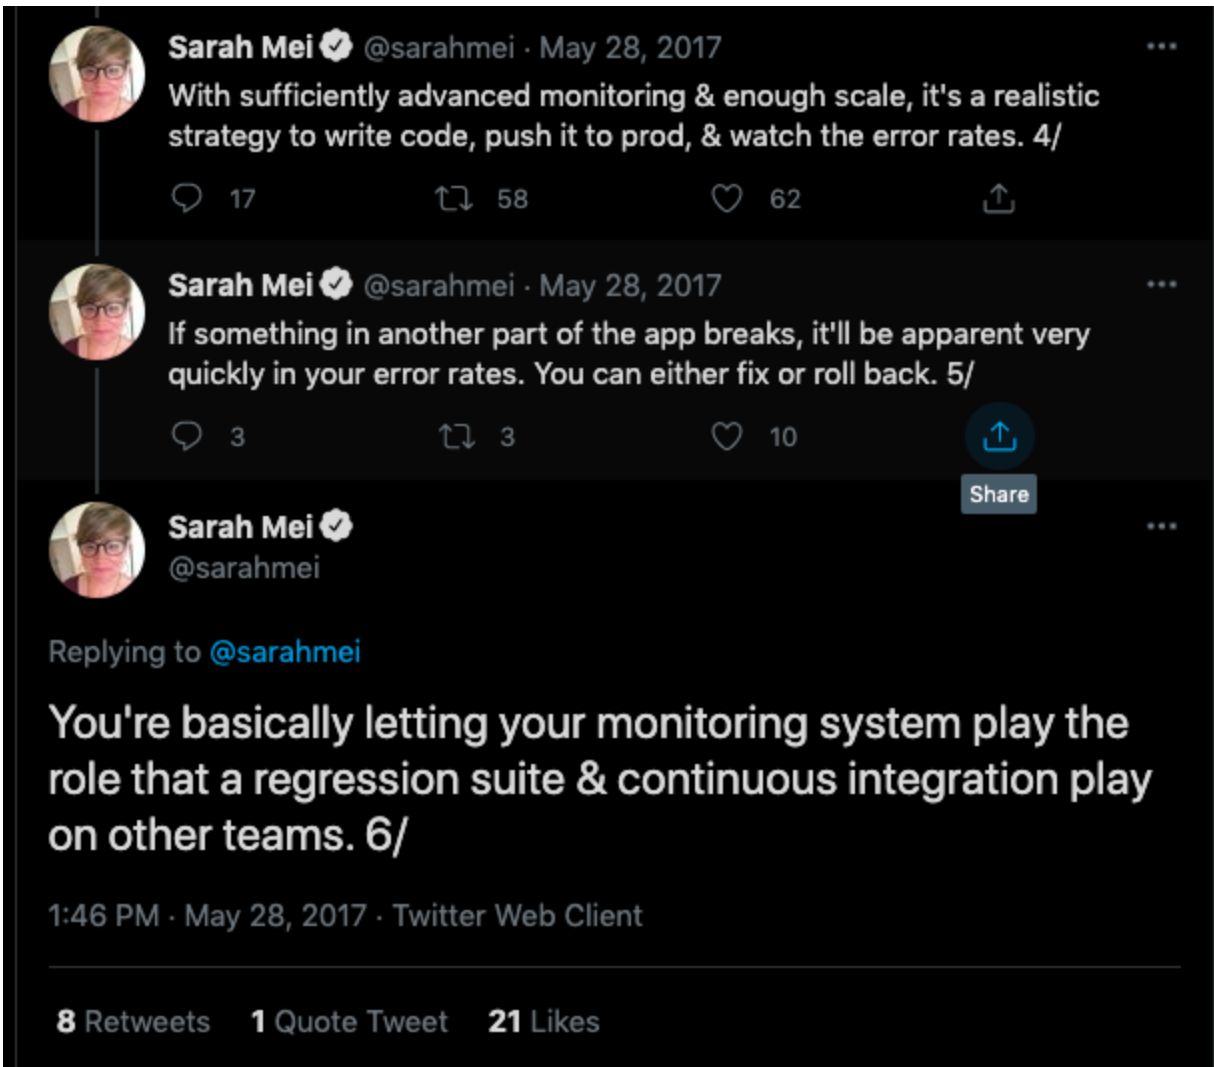 Sarah Mei @sarahmei · May 28, 2017
With sufficiently advanced monitoring & enough scale, it's a realistic
strategy to write code, push it to prod, & watch the error rates. 4/
17 58 62
Sarah Mei @sarahmei · May 28, 2017
If something in another part of the app breaks, it'll be apparent very
quickly in your error rates. You can either fix or roll back. 5/
3 3 10
Share
Sarah Mei
@sarahmei
Replying to @sarahmei
You're basically letting your monitoring system play the
role that a regression suite & continuous integration play
on other teams. 6/
1:46 PM · May 28, 2017 · Twitter Web Client
8 Retweets 1 Quote Tweet 21 Likes